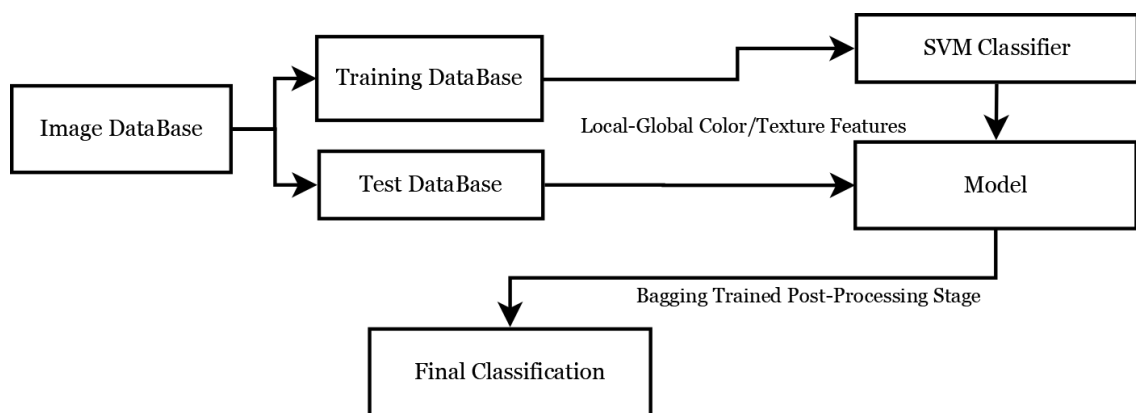 SVM Classifier
Training DataBase
Image DataBase
Local-Global Color/Texture Features
Test DataBase
Model
Bagging Trained Post-Processing Stage
Final Classification